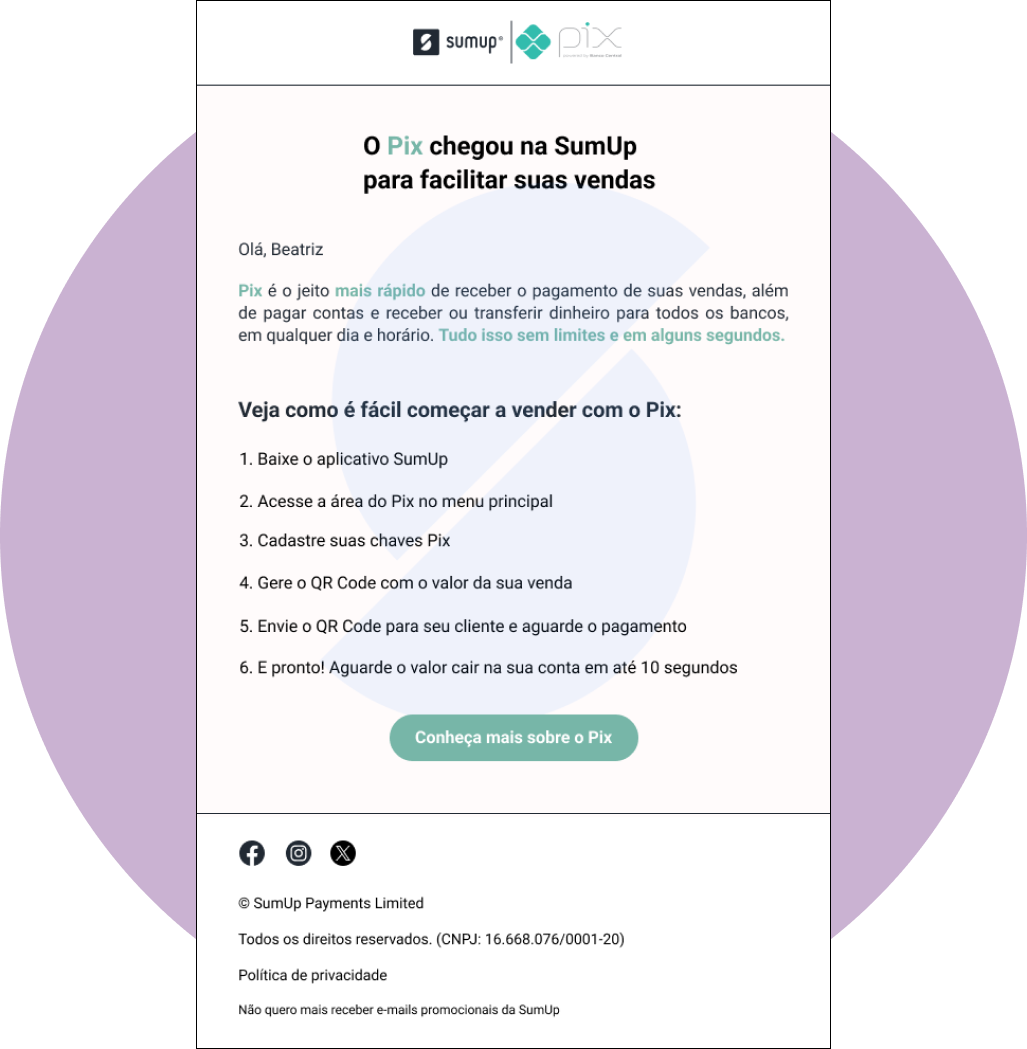 sumup®
pix
powered by Banco Central
O Pix chegou na SumUp
para facilitar suas vendas
Olá, Beatriz
Pix é o jeito mais rápido de receber o pagamento de suas vendas, além
de pagar contas e receber ou transferir dinheiro para todos os bancos,
em qualquer dia e horário. Tudo isso sem limites e em alguns segundos.
Veja como é fácil começar a vender com o Pix:
1. Baixe o aplicativo SumUp
2. Acesse a área do Pix no menu principal
3. Cadastre suas chaves Pix
4. Gere o QR Code com o valor da sua venda
5. Envie o QR Code para seu cliente e aguarde o pagamento
6. E pronto! Aguarde o valor cair na sua conta em até 10 segundos
Conheça mais sobre o Pix
© SumUp Payments Limited
Todos os direitos reservados. (CNPJ: 16.668.076/0001-20)
Política de privacidade
Não quero mais receber e-mails promocionais da SumUp